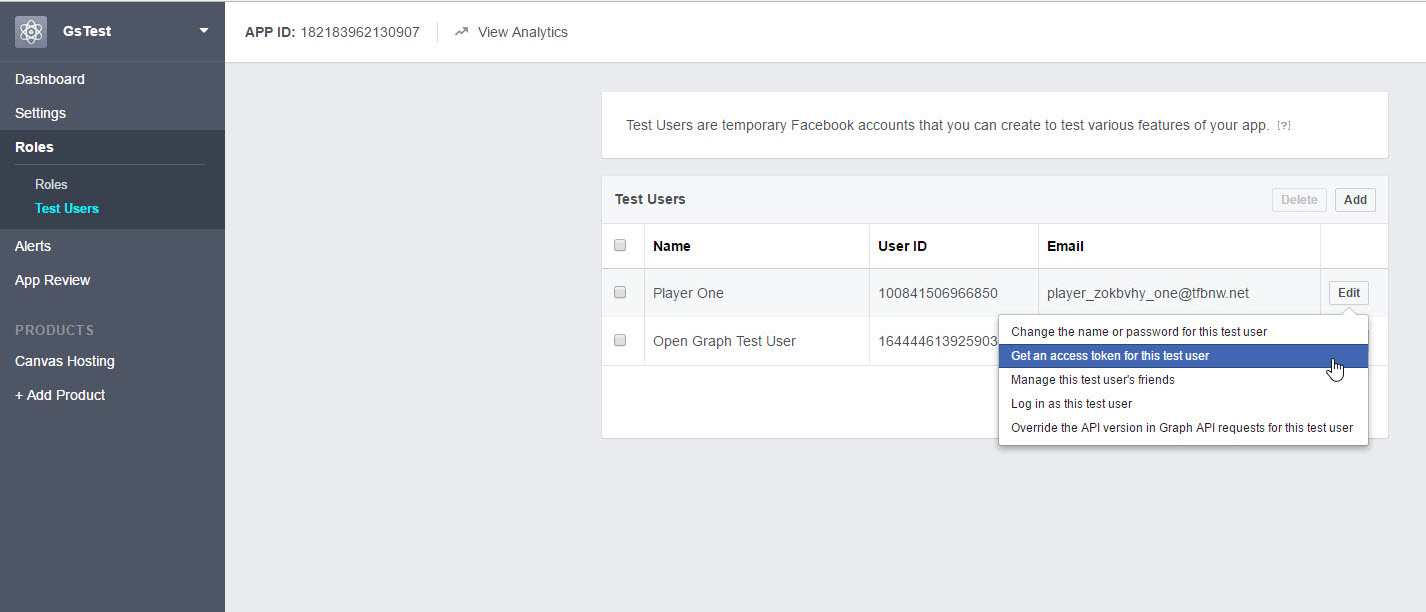 GsTest
APP ID: 182183962130907
View Analytics
Dashboard
Settings
Roles
Roles
Test Users
Alerts
App Review
PRODUCTS
Canvas Hosting
+ Add Product
Test Users are temporary Facebook accounts that you can create to test various features of your app. [?]
Test Users
Delete
Add
Name
User ID
Email
Player One
100841506966850
player_zokbvhy_one@tfbnw.net
Edit
Open Graph Test User
164444613925903
Change the name or password for this test user
Get an access token for this test user
Manage this test user's friends
Log in as this test user
Override the API version in Graph API requests for this test user